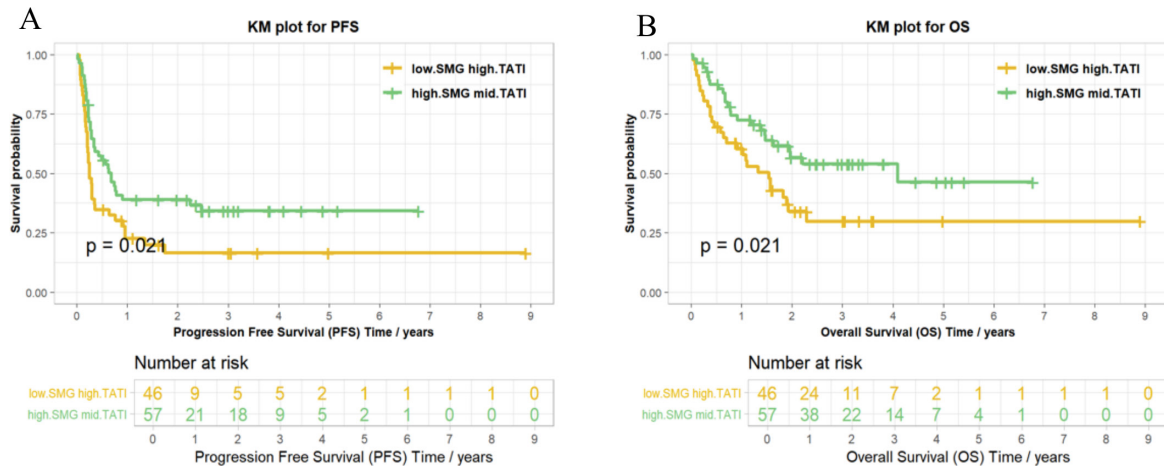 A
KM plot for PFS
Survival probability
1.00
0.75
0.50
0.25
0.00
low.SMG high.TATI
high.SMG mid.TATI
p = 0.021
0 1 2 3 4 5 6 7 8 9
Progression Free Survival (PFS) Time / years
Number at risk
low.SMG high.TATI 46 9 5 5 2 1 1 1 1 0
high.SMG mid.TATI 57 21 18 9 5 2 1 0 0 0
0 1 2 3 4 5 6 7 8 9
Progression Free Survival (PFS) Time / years
B
KM plot for OS
Survival probability
1.00
0.75
0.50
0.25
0.00
low.SMG high.TATI
high.SMG mid.TATI
p = 0.021
0 1 2 3 4 5 6 7 8 9
Overall Survival (OS) Time / years
Number at risk
low.SMG high.TATI 46 24 11 7 2 1 1 1 1 0
high.SMG mid.TATI 57 38 22 14 7 4 1 0 0 0
0 1 2 3 4 5 6 7 8 9
Overall Survival (OS) Time / years